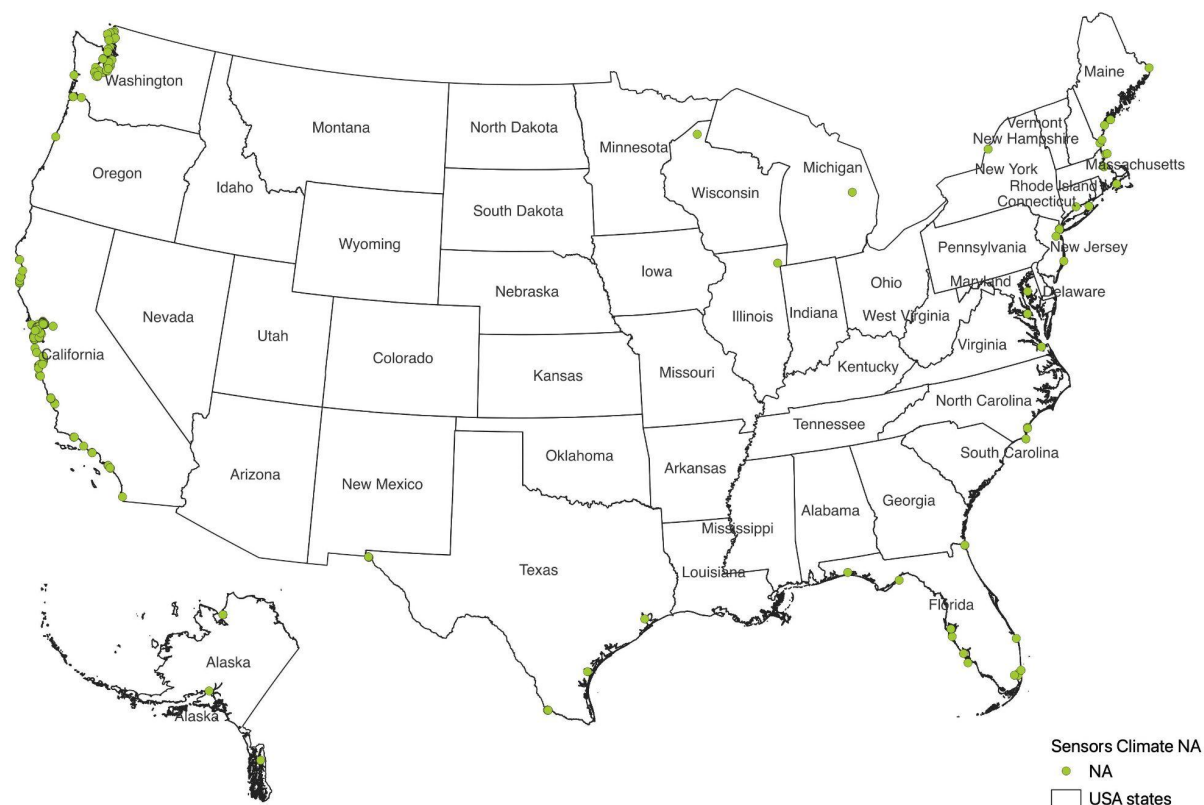 Washington
Maine
Montana
North Dakota
Minnesota
Vermont
New Hampshire
Michigan
Massachusetts
Oregon
Idaho
New York
Wisconsin
Rhode Island
Connecticut
South Dakota
Wyoming
Pennsylvania
New Jersey
Iowa
Ohio
Maryland
Delaware
Nebraska
Nevada
Illinois
Indiana
West Virginia
Utah
Virginia
California
Colorado
Kansas
Missouri
Kentucky
North Carolina
Tennessee
South Carolina
Oklahoma
Arkansas
Arizona
New Mexico
Georgia
Alabama
Mississippi
Texas
Louisiana
Florida
Alaska
Alaska
Sensors Climate NA
NA
USA states